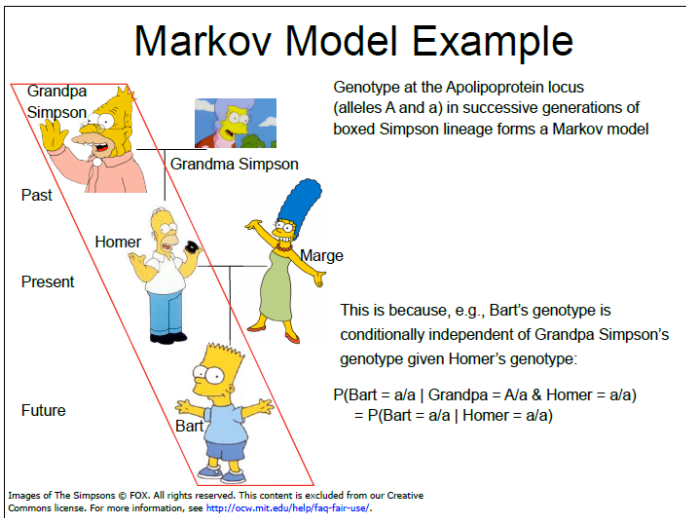 Markov Model Example
Grandpa
Simpson
Genotype at the Apolipoprotein locus
(alleles A and a) in successive generations of
boxed Simpson lineage forms a Markov model
Grandma Simpson
Past
Homer
Marge
Present
This is because, e.g., Bart's genotype is
conditionally independent of Grandpa Simpson's
genotype given Homer's genotype:
P(Bart = a/a | Grandpa = A/a & Homer = a/a)
= P(Bart = a/a | Homer = a/a)
Future
Bart
Images of The Simpsons © FOX. All rights reserved. This content is excluded from our Creative
Commons license. For more information, see http://ocw.mit.edu/help/faq-fair-use/.